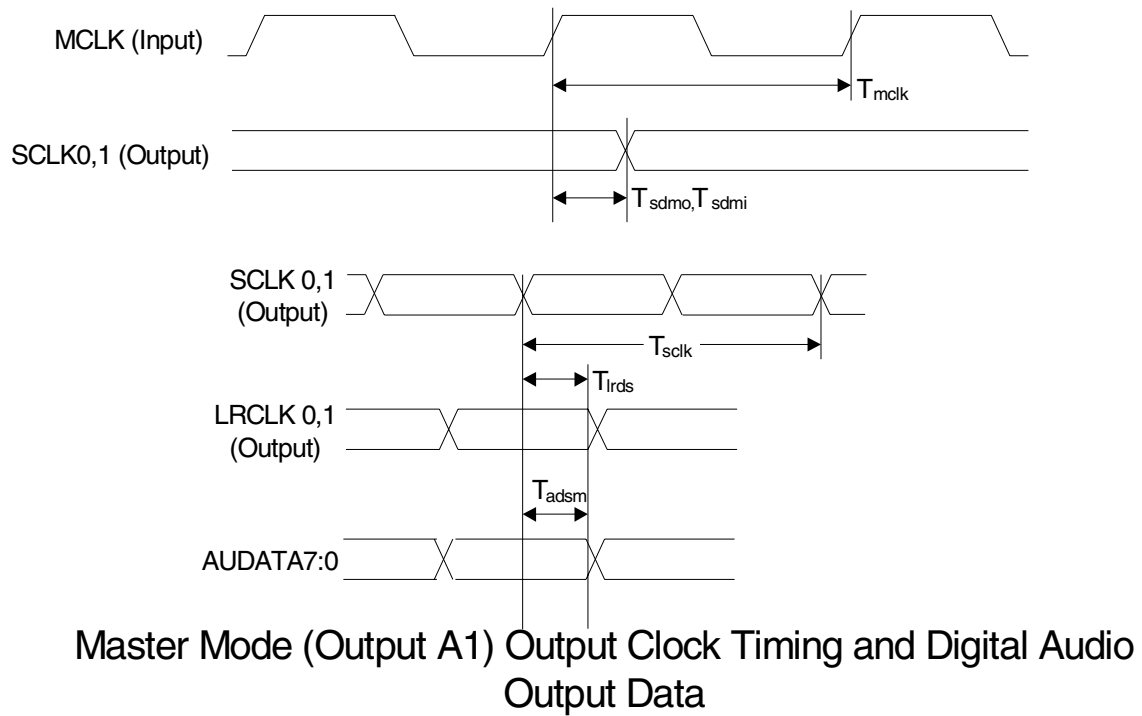 MCLK (Input)
Tmclk
SCLK0,1 (Output)
Tsdmo,Tsdmi
SCLK 0,1
(Output)
Tsclk
Tlrds
LRCLK 0,1
(Output)
Tadsm
AUDATA7:0
Master Mode (Output A1) Output Clock Timing and Digital Audio
Output Data